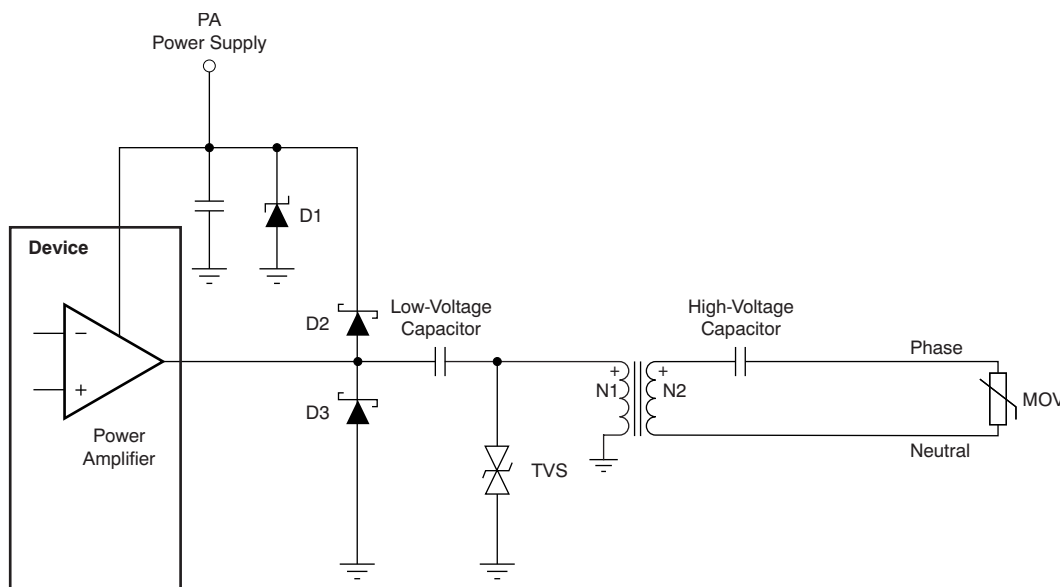 PA
Power Supply
Device
D1
D2
D3
Low-Voltage
Capacitor
High-Voltage
Capacitor
Phase
Neutral
MOV
+
N1
+
N2
TVS
−
+
Power
Amplifier